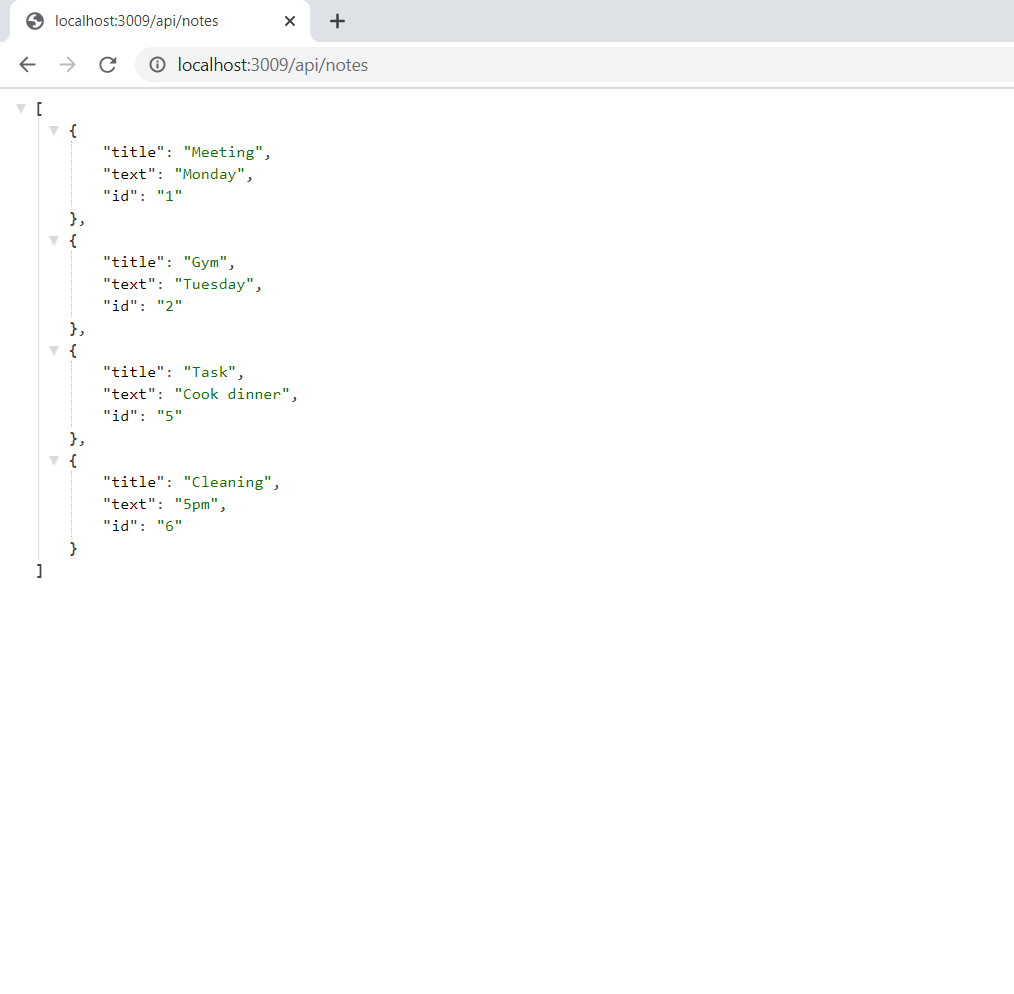 localhost:3009/api/notes
localhost:3009/api/notes
[
{
"title": "Meeting",
"text": "Monday",
"id": "1"
},
{
"title": "Gym",
"text": "Tuesday",
"id": "2"
},
{
"title": "Task",
"text": "Cook dinner",
"id": "5"
},
{
"title": "Cleaning",
"text": "5pm",
"id": "6"
}
]